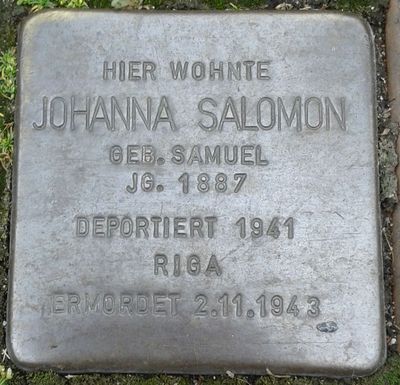 HIER WOHNTE
JOHANNA SALOMON
GEB. SAMUEL
JG. 1887
DEPORTIERT 1941
RIGA
ERMORDET 2.11.1943